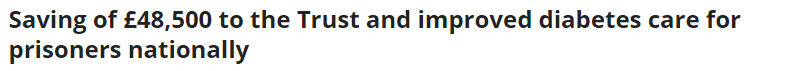 Saving of £48,500 to the Trust and improved diabetes care for
prisoners nationally